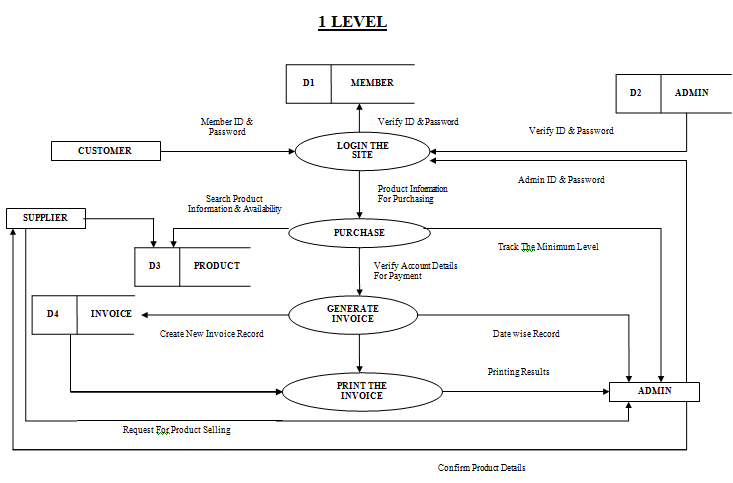 1 LEVEL
D1
MEMBER
D2
ADMIN
Member ID &
Password
Verify ID & Password
Verify ID & Password
CUSTOMER
LOGIN THE
SITE
Admin ID & Password
Product Information
For Purchasing
Search Product
Information & Availability
SUPPLIER
PURCHASE
Track The Minimum Level
D3
PRODUCT
Verify Account Details
For Payment
D4
INVOICE
GENERATE
INVOICE
Create New Invoice Record
Date wise Record
Printing Results
PRINT THE
INVOICE
ADMIN
Request For Product Selling
Confirm Product Details